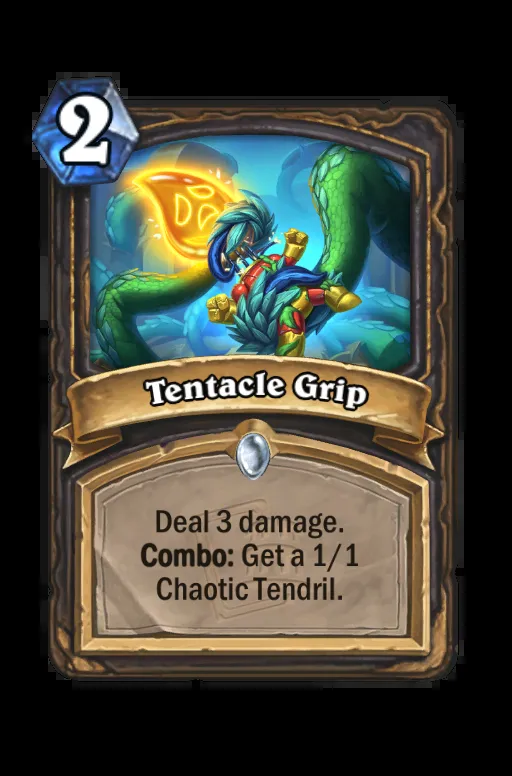 2
Tentacle Grip
Deal 3 damage.
Combo: Get a 1/1
Chaotic Tendril.